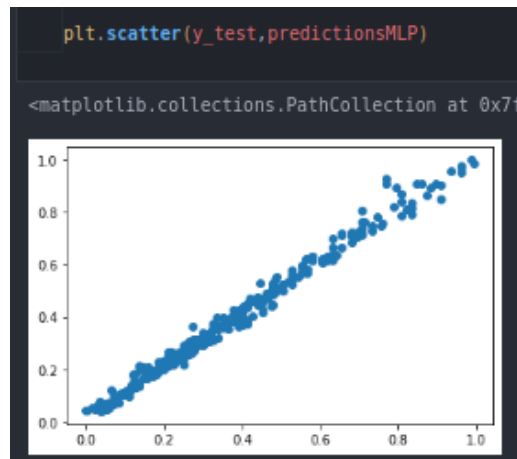 plt.scatter(y_test,predictionsMLP)
<matplotlib.collections.PathCollection at 0x7f
1.0
0.8
0.6
0.4
0.2
0.0
0.0 0.2 0.4 0.6 0.8 1.0